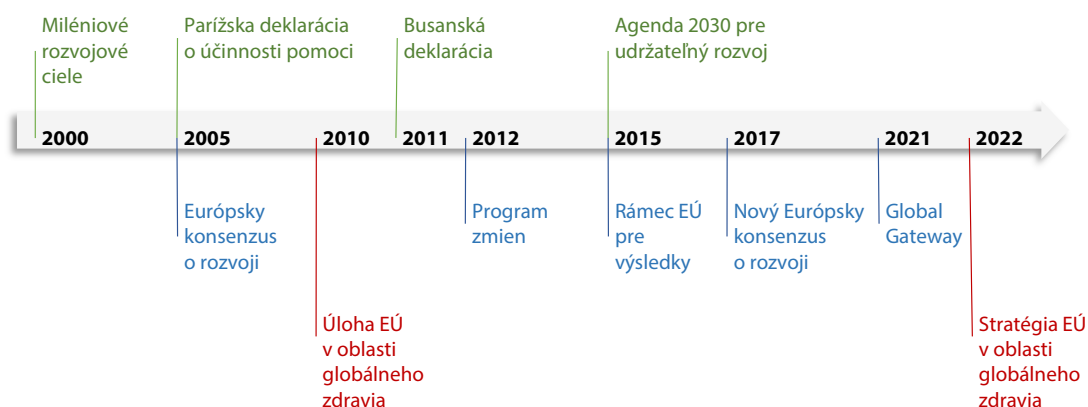 Miléniové
rozvojové
ciele
Parížska deklarácia
o účinnosti pomoci
Busanská
deklarácia
Agenda 2030 pre
udržateľný rozvoj
2000
2005
2010
2011
2012
2015
2017
2021
2022
Európsky
konsenzus
o rozvoji
Program
zmien
Rámec EÚ
pre
výsledky
Nový Európsky
konsenzus
o rozvoji
Global
Gateway
Úloha EÚ
v oblasti
globálneho
zdravia
Stratégia EÚ
v oblasti
globálneho
zdravia